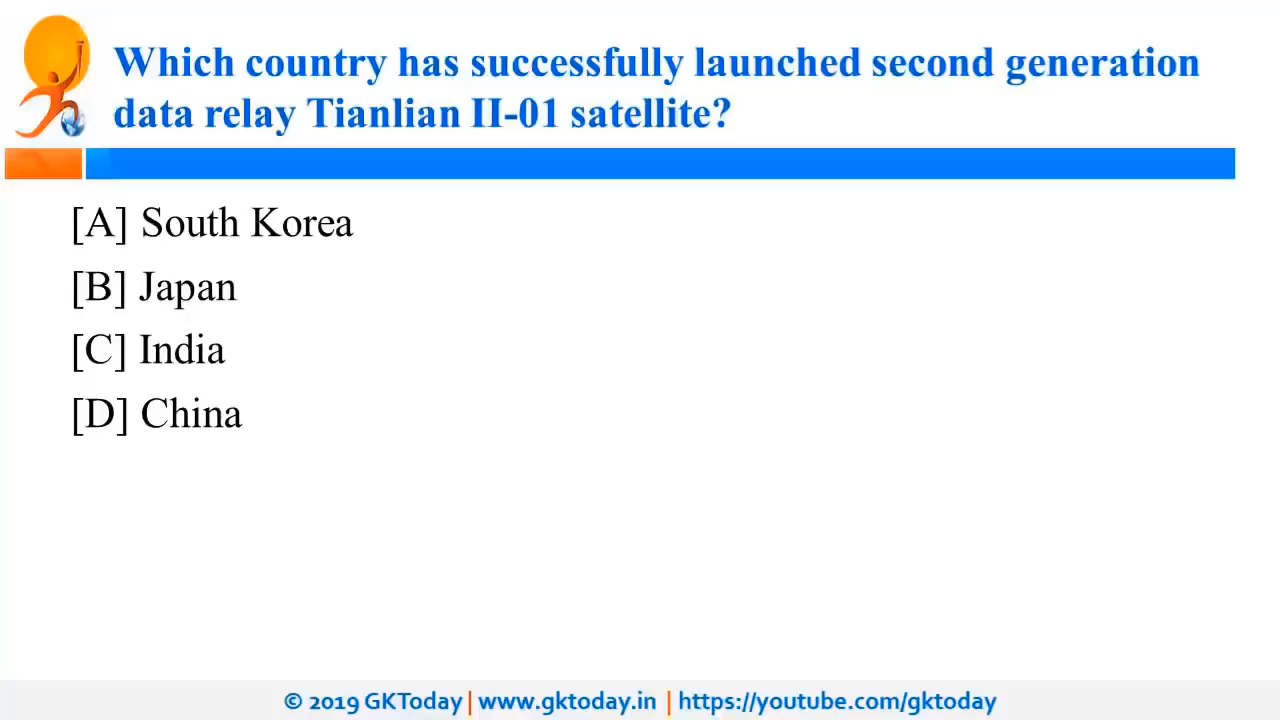 Which country has successfully launched second generation
data relay Tianlian II-01 satellite?
[A] South Korea
[B] Japan
[C] India
[D] China
© 2019 GKToday | www.gktoday.in | https://youtube.com/gktoday